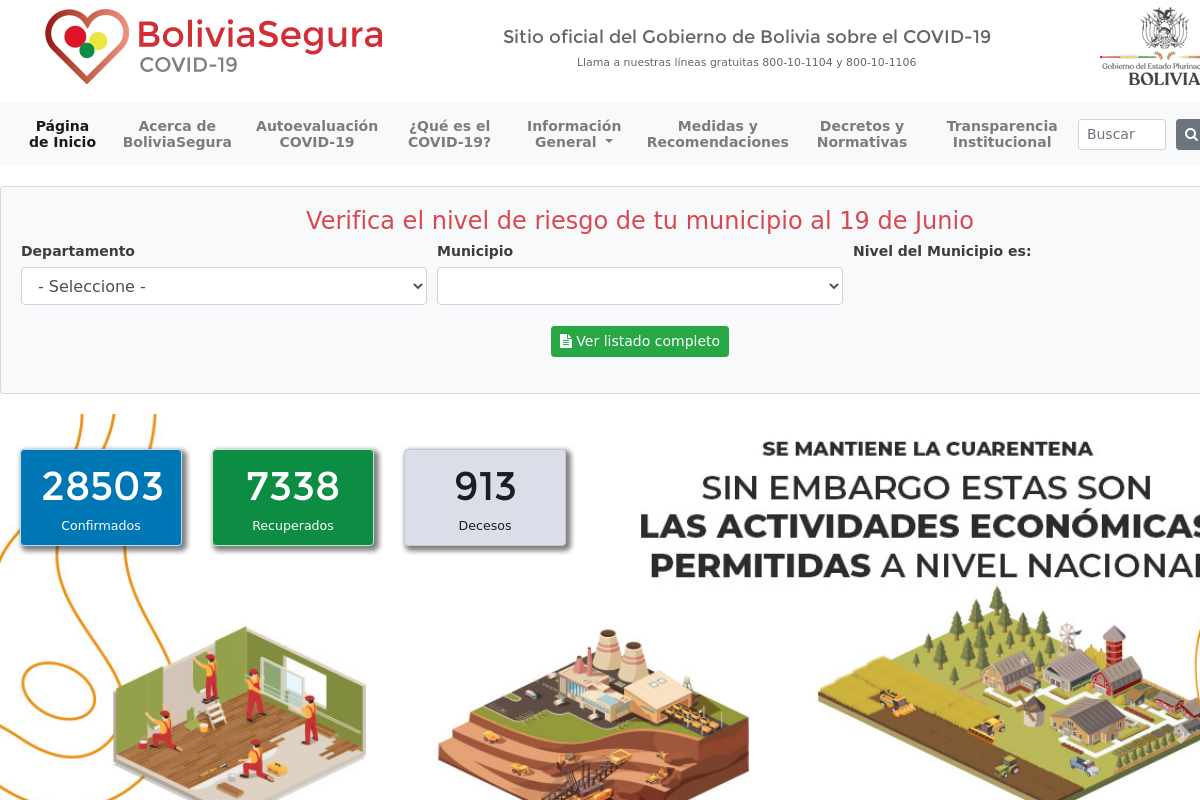 BoliviaSegura
COVID-19
Sitio oficial del Gobierno de Bolivia sobre el COVID-19
Llama a nuestras líneas gratuitas 800-10-1104 y 800-10-1106
Gobierno del Estado Plurinac
BOLIVIA
Página
de Inicio
Acerca de
BoliviaSegura
Autoevaluación
COVID-19
¿Qué es el
COVID-19?
Información
General
Medidas y
Recomendaciones
Decretos y
Normativas
Transparencia
Institucional
Buscar
Verifica el nivel de riesgo de tu municipio al 19 de Junio
Departamento
Municipio
Nivel del Municipio es:
- Seleccione -
Ver listado completo
28503
Confirmados
7338
Recuperados
913
Decesos
SE MANTIENE LA CUARENTENA
SIN EMBARGO ESTAS SON
LAS ACTIVIDADES ECONÓMICAS
PERMITIDAS A NIVEL NACIONAL